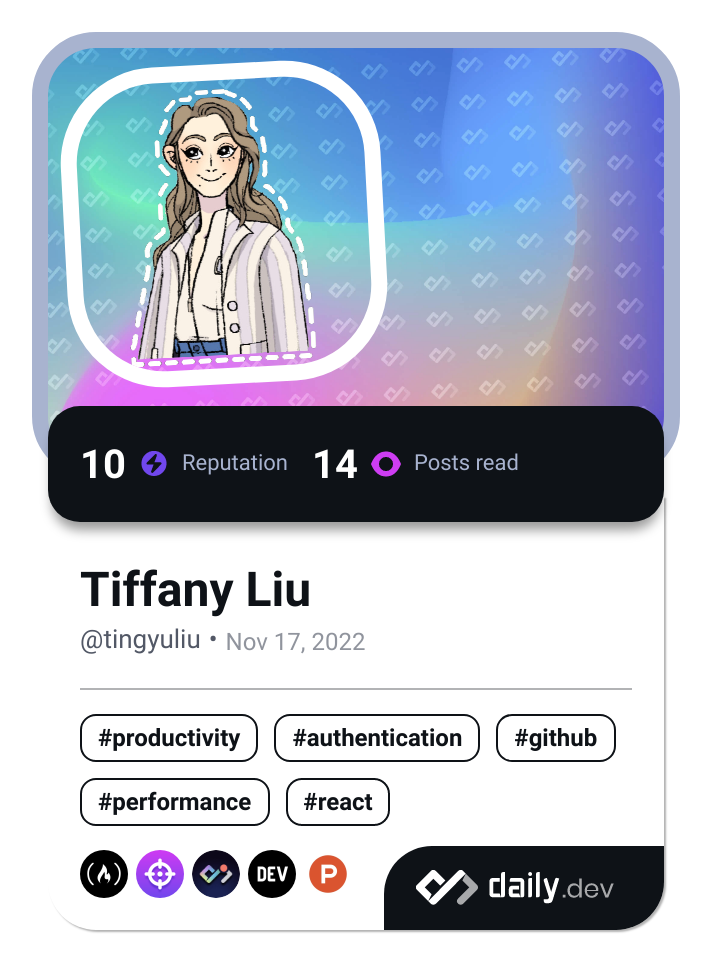 10 Reputation 14 Posts read
Tiffany Liu
@tingyuliu • Nov 17, 2022
#productivity #authentication #github
#performance #react
DEV P daily.dev